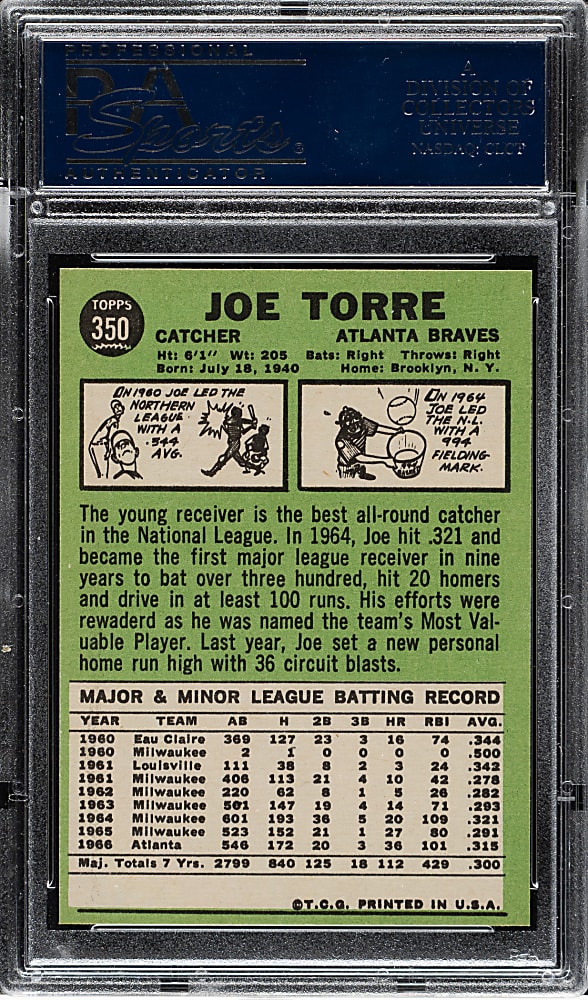 PROFESSIONAL
PSA
Sports®
AUTHENTICATOR
A
DIVISION OF
COLLECTORS
UNIVERSE
NASDAQ: CLCT
TOPPS
350
JOE TORRE
CATCHER ATLANTA BRAVES
Ht: 6'1" Wt: 205 Bats: Right Throws: Right
Born: July 18, 1940 Home: Brooklyn, N. Y.
IN 1960 JOE LED THE
NORTHERN
LEAGUE
WITH A
.344
AVG.
IN 1964
JOE LED
THE N.L.
WITH A
994
FIELDING
MARK.
The young receiver is the best all-round catcher
in the National League. In 1964, Joe hit .321 and
became the first major league receiver in nine
years to bat over three hundred, hit 20 homers
and drive in at least 100 runs. His efforts were
rewaderd as he was named the team's Most Val-
uable Player. Last year, Joe set a new personal
home run high with 36 circuit blasts.
MAJOR & MINOR LEAGUE BATTING RECORD
YEAR TEAM AB H 2B 3B HR RBI AVG.
1960 Eau Claire 369 127 23 3 16 74 .344
1960 Milwaukee 2 1 0 0 0 0 .500
1961 Louisville 111 38 8 2 3 24 .342
1961 Milwaukee 406 113 21 4 10 42 .278
1962 Milwaukee 220 62 8 1 5 26 .282
1963 Milwaukee 501 147 19 4 14 71 .293
1964 Milwaukee 601 193 36 5 20 109 .321
1965 Milwaukee 523 152 21 1 27 80 .291
1966 Atlanta 546 172 20 3 36 101 .315
Maj. Totals 7 Yrs. 2799 840 125 18 112 429 .300
©T.C.G. PRINTED IN U.S.A.